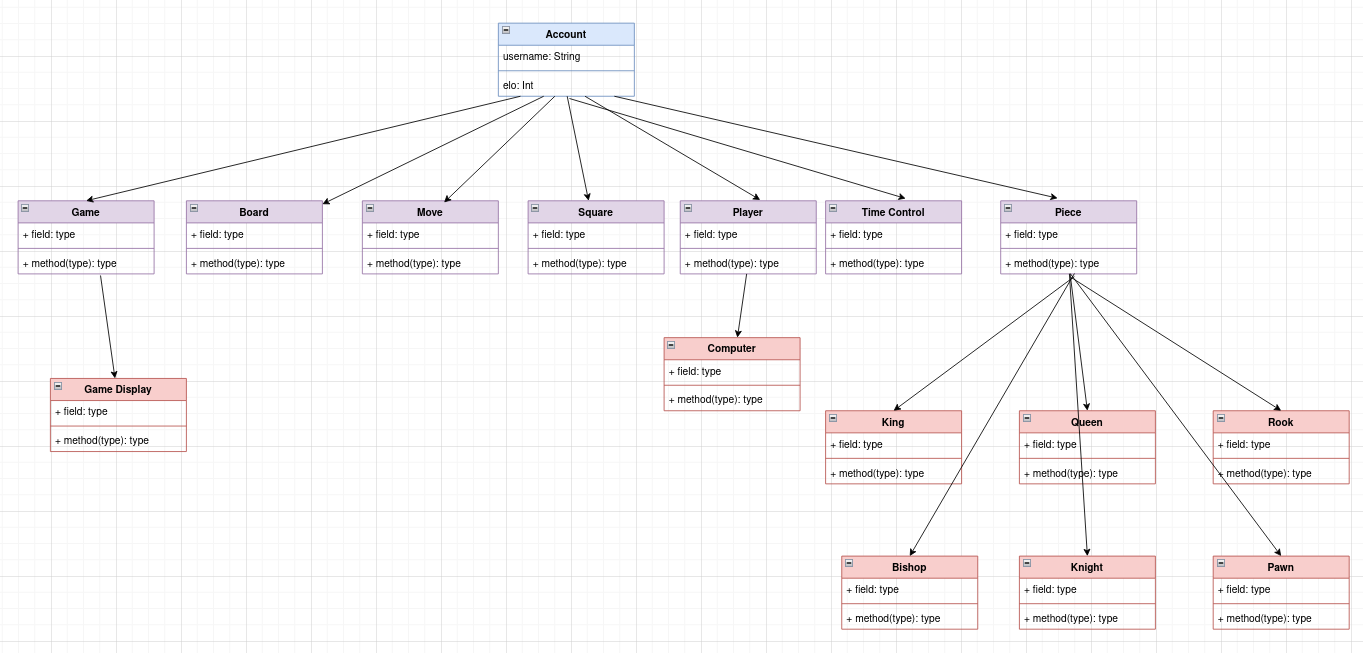 Account
username: String
elo: Int
Game
+ field: type
+ method(type): type
Board
+ field: type
+ method(type): type
Move
+ field: type
+ method(type): type
Square
+ field: type
+ method(type): type
Player
+ field: type
+ method(type): type
Time Control
+ field: type
+ method(type): type
Piece
+ field: type
+ method(type): type
Game Display
+ field: type
+ method(type): type
Computer
+ field: type
+ method(type): type
King
+ field: type
+ method(type): type
Queen
+ field: type
+ method(type): type
Rook
+ field: type
+ method(type): type
Bishop
+ field: type
+ method(type): type
Knight
+ field: type
+ method(type): type
Pawn
+ field: type
+ method(type): type